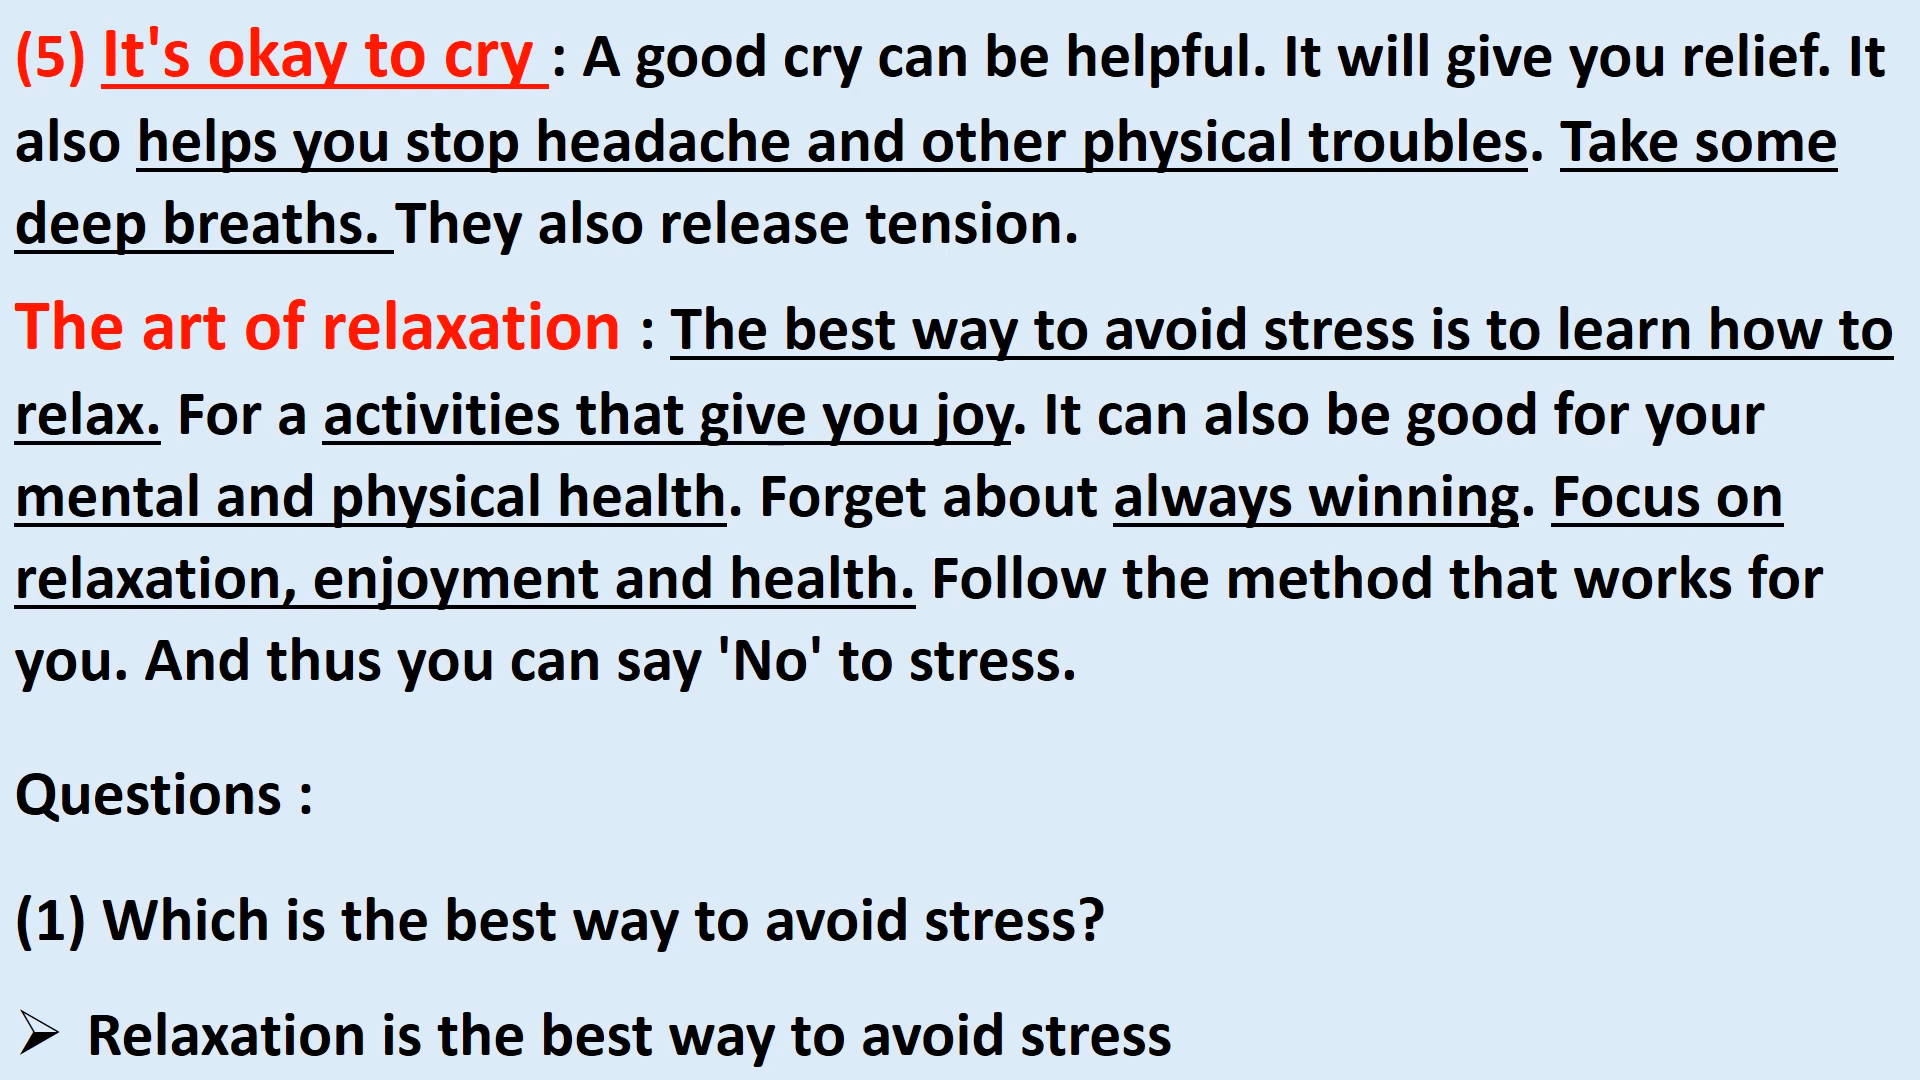 (5) It's okay to cry : A good cry can be helpful. It will give you relief. It
also helps you stop headache and other physical troubles. Take some
deep breaths. They also release tension.
The art of relaxation : The best way to avoid stress is to learn how to
relax. For a activities that give you joy. It can also be good for your
mental and physical health. Forget about always winning. Focus on
relaxation, enjoyment and health. Follow the method that works for
you. And thus you can say 'No' to stress.
Questions :
(1) Which is the best way to avoid stress?
➢ Relaxation is the best way to avoid stress